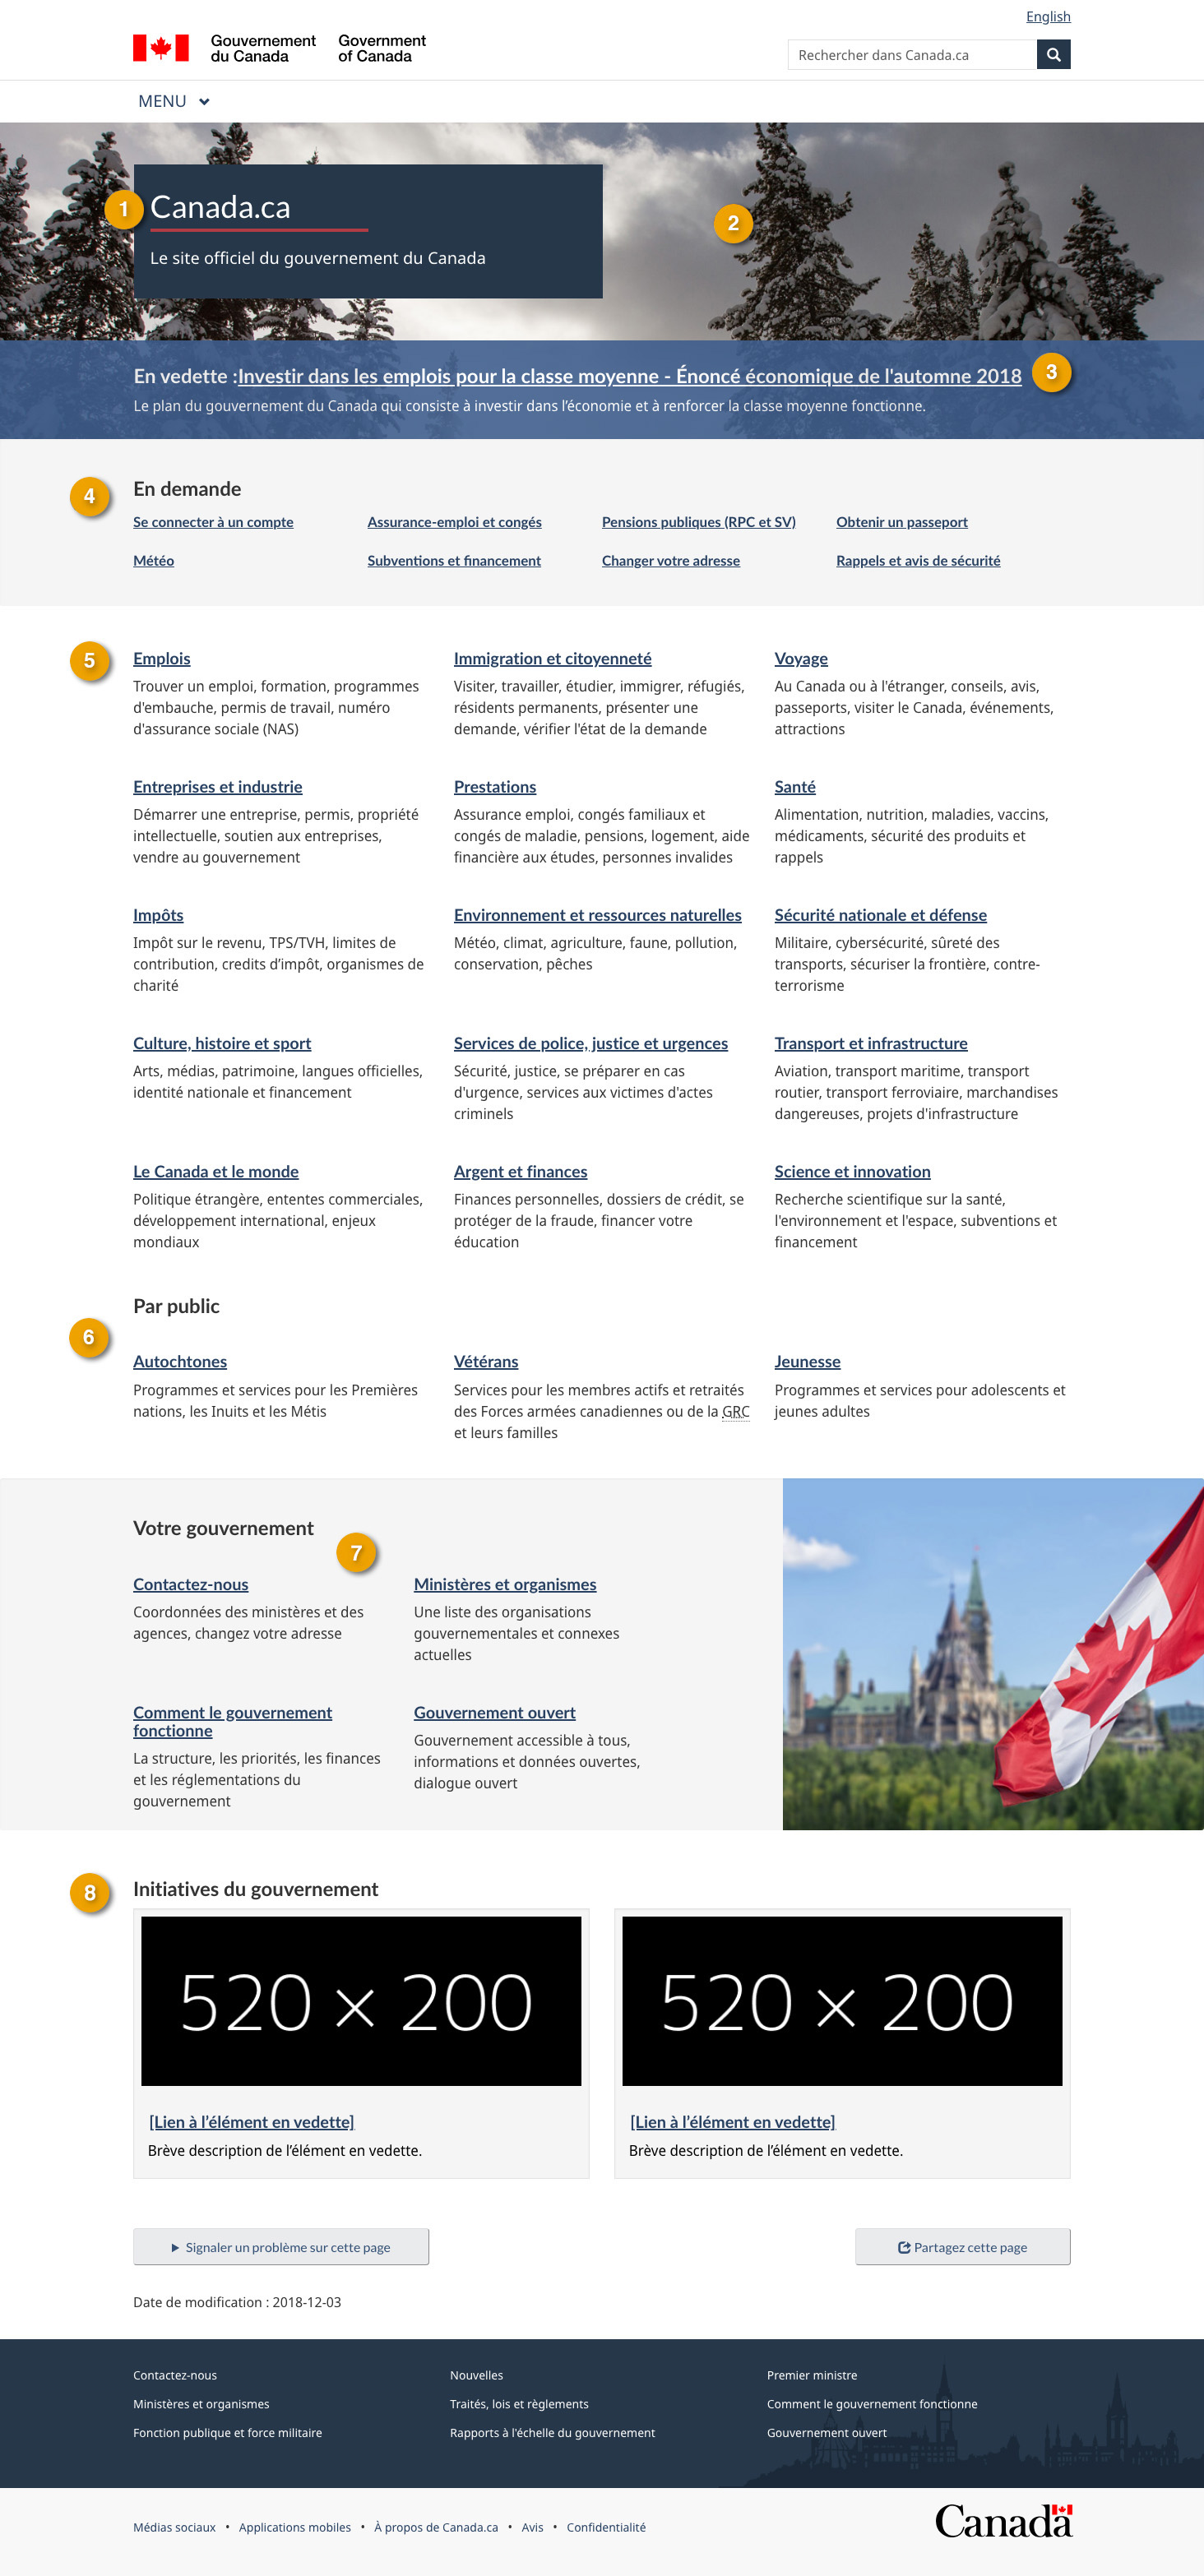 English
Gouvernement
du Canada
Government
of Canada
Rechercher dans Canada.ca
MENU
1
Canada.ca
2
Le site officiel du gouvernement du Canada
En vedette :Investir dans les emplois pour la classe moyenne - Énoncé économique de l'automne 2018
3
Le plan du gouvernement du Canada qui consiste à investir dans l’économie et à renforcer la classe moyenne fonctionne.
4
En demande
Se connecter à un compte
Assurance-emploi et congés
Pensions publiques (RPC et SV)
Obtenir un passeport
Météo
Subventions et financement
Changer votre adresse
Rappels et avis de sécurité
5
Emplois
Trouver un emploi, formation, programmes
d'embauche, permis de travail, numéro
d'assurance sociale (NAS)
Immigration et citoyenneté
Visiter, travailler, étudier, immigrer, réfugiés,
résidents permanents, présenter une
demande, vérifier l'état de la demande
Voyage
Au Canada ou à l'étranger, conseils, avis,
passeports, visiter le Canada, événements,
attractions
Entreprises et industrie
Démarrer une entreprise, permis, propriété
intellectuelle, soutien aux entreprises,
vendre au gouvernement
Prestations
Assurance emploi, congés familiaux et
congés de maladie, pensions, logement, aide
financière aux études, personnes invalides
Santé
Alimentation, nutrition, maladies, vaccins,
médicaments, sécurité des produits et
rappels
Impôts
Impôt sur le revenu, TPS/TVH, limites de
contribution, credits d’impôt, organismes de
charité
Environnement et ressources naturelles
Météo, climat, agriculture, faune, pollution,
conservation, pêches
Sécurité nationale et défense
Militaire, cybersécurité, sûreté des
transports, sécuriser la frontière, contre-
terrorisme
Culture, histoire et sport
Arts, médias, patrimoine, langues officielles,
identité nationale et financement
Services de police, justice et urgences
Sécurité, justice, se préparer en cas
d'urgence, services aux victimes d'actes
criminels
Transport et infrastructure
Aviation, transport maritime, transport
routier, transport ferroviaire, marchandises
dangereuses, projets d'infrastructure
Le Canada et le monde
Politique étrangère, ententes commerciales,
développement international, enjeux
mondiaux
Argent et finances
Finances personnelles, dossiers de crédit, se
protéger de la fraude, financer votre
éducation
Science et innovation
Recherche scientifique sur la santé,
l'environnement et l'espace, subventions et
financement
Par public
6
Autochtones
Programmes et services pour les Premières
nations, les Inuits et les Métis
Vétérans
Services pour les membres actifs et retraités
des Forces armées canadiennes ou de la GRC
et leurs familles
Jeunesse
Programmes et services pour adolescents et
jeunes adultes
Votre gouvernement
7
Contactez-nous
Coordonnées des ministères et des
agences, changez votre adresse
Ministères et organismes
Une liste des organisations
gouvernementales et connexes
actuelles
Comment le gouvernement
fonctionne
La structure, les priorités, les finances
et les réglementations du
gouvernement
Gouvernement ouvert
Gouvernement accessible à tous,
informations et données ouvertes,
dialogue ouvert
8
Initiatives du gouvernement
520 × 200
[Lien à l’élément en vedette]
Brève description de l’élément en vedette.
520 × 200
[Lien à l’élément en vedette]
Brève description de l’élément en vedette.
Signaler un problème sur cette page
Partagez cette page
Date de modification : 2018-12-03
Contactez-nous
Nouvelles
Premier ministre
Ministères et organismes
Traités, lois et règlements
Comment le gouvernement fonctionne
Fonction publique et force militaire
Rapports à l'échelle du gouvernement
Gouvernement ouvert
Médias sociaux • Applications mobiles • À propos de Canada.ca • Avis • Confidentialité
Canada